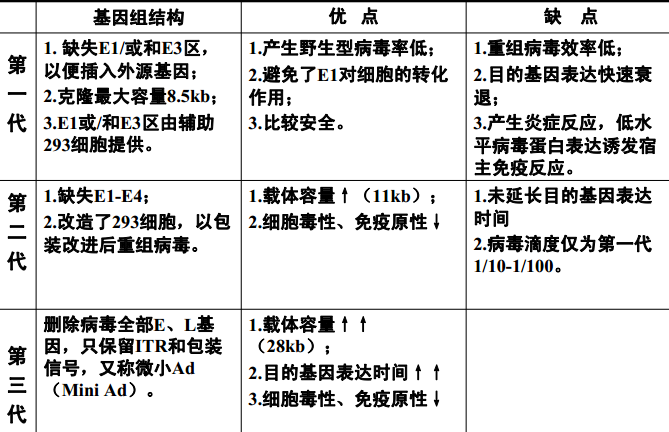 基因组结构
优 点
缺 点
第一代
1. 缺失E1/或和E3区，
以便插入外源基因；
2.克隆最大容量8.5kb；
3.E1或/和E3区由辅助
293细胞提供。
1.产生野生型病毒率低；
2.避免了E1对细胞的转化
作用；
3.比较安全。
1.重组病毒效率低；
2.目的基因表达快速衰
退；
3.产生炎症反应，低水
平病毒蛋白表达诱发宿
主免疫反应。
第二代
1.缺失E1-E4；
2.改造了293细胞，以包
装改进后重组病毒。
1.载体容量↑（11kb）；
2.细胞毒性、免疫原性↓
1.未延长目的基因表达
时间
2.病毒滴度仅为第一代
1/10-1/100。
第三代
删除病毒全部E、L基
因，只保留ITR和包装
信号，又称微小Ad
（Mini Ad）。
1.载体容量↑↑
（28kb）；
2.目的基因表达时间↑↑
3.细胞毒性、免疫原性↓